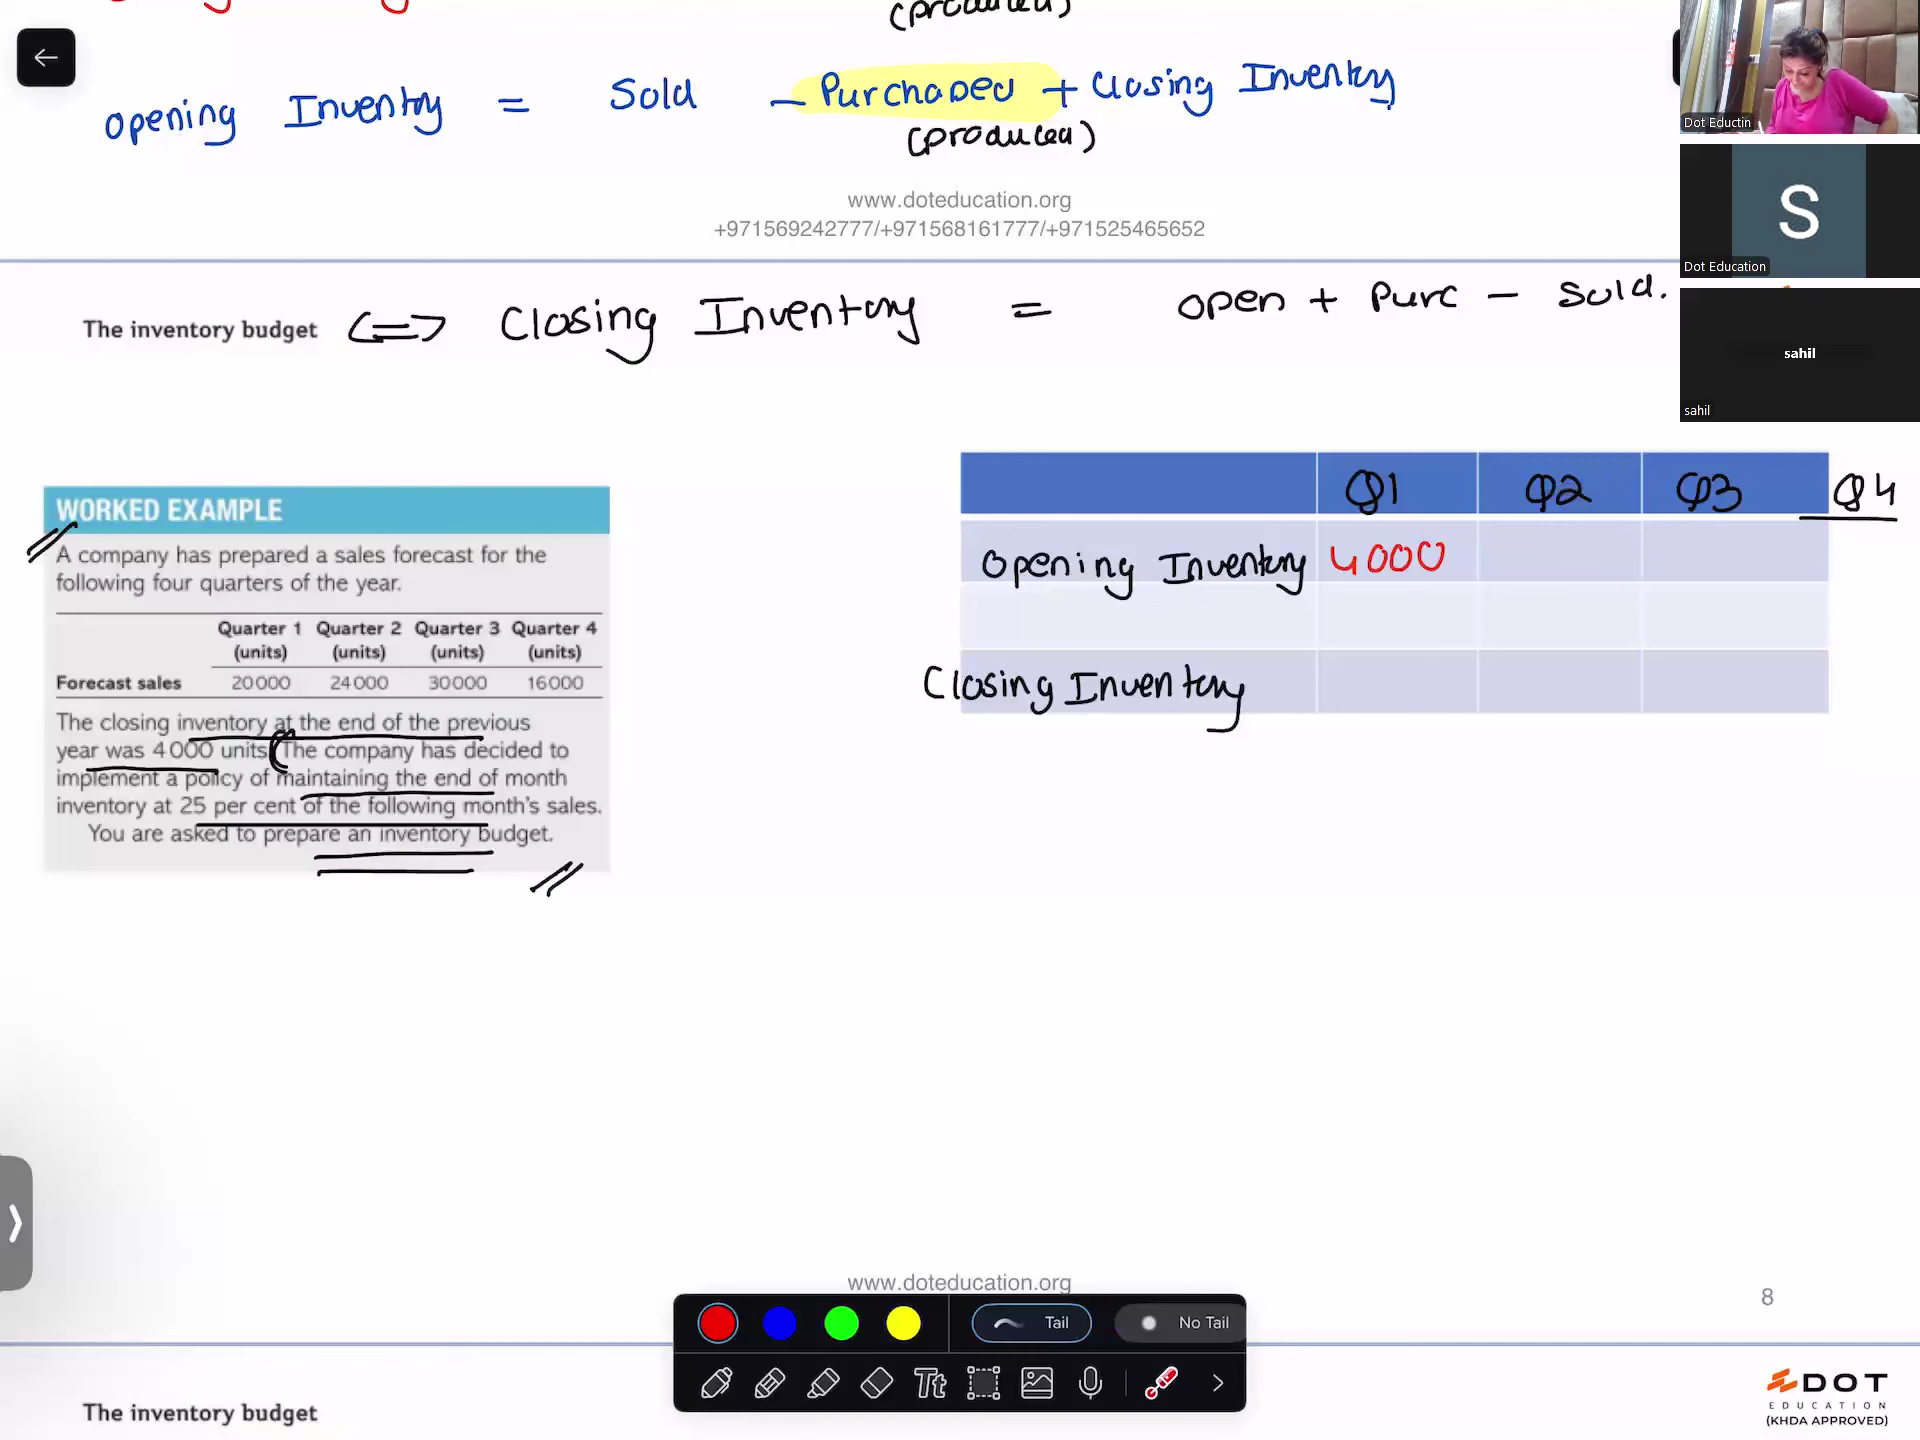 (produced)
opening Inventory = Sold - Purchased + Closing Inventory
(produced)
www.doteducation.org
+971569242777/+971568161777/+971525465652
Dot Eductin
S
Dot Education
sahil
sahil
The inventory budget <=> Closing Inventory = open + Purc - sold.
WORKED EXAMPLE
A company has prepared a sales forecast for the
following four quarters of the year.
Quarter 1 Quarter 2 Quarter 3 Quarter 4
(units) (units) (units) (units)
Forecast sales 20000 24000 30000 16000
The closing inventory at the end of the previous
year was 4000 units. The company has decided to
implement a policy of maintaining the end of month
inventory at 25 per cent of the following month's sales.
You are asked to prepare an inventory budget.
Q1 Q2 Q3 Q4
Opening Inventory 4000
Closing Inventory
www.doteducation.org
8
Tail No Tail
Tt
The inventory budget
DOT
EDUCATION
(KHDA APPROVED)